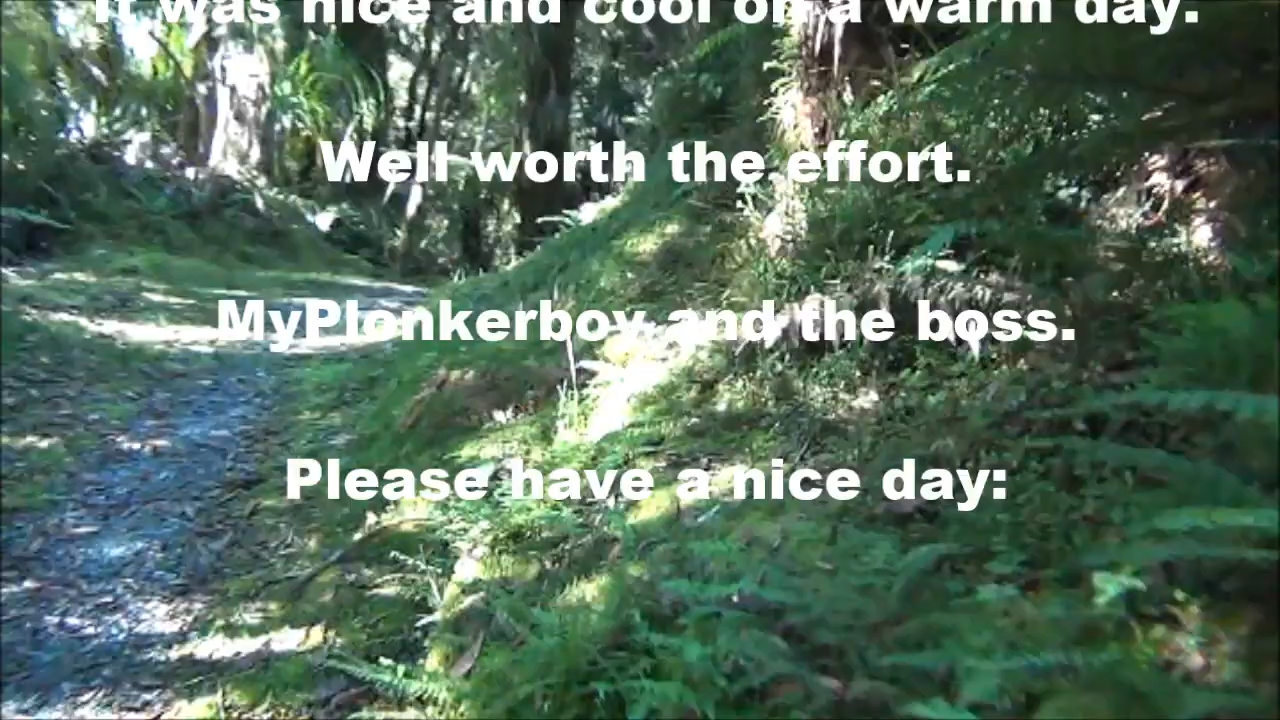 It was nice and cool on a warm day.
Well worth the effort.
MyPlonkerboy and the boss.
Please have a nice day: